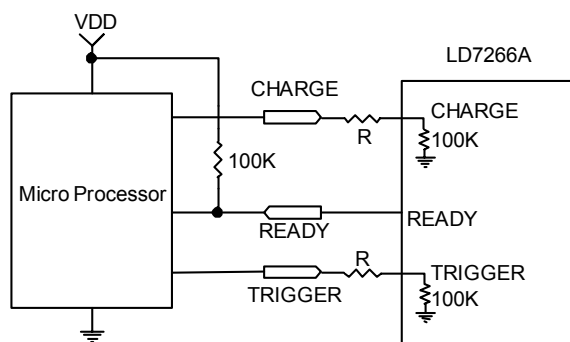 VDD
LD7266A
CHARGE
CHARGE
R
100K
100K
Micro Processor
READY
READY
R
TRIGGER
TRIGGER
100K